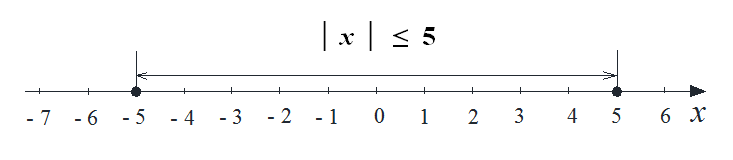 | x | ≤ 5
- 7 - 6 - 5 - 4 - 3 - 2 - 1 0 1 2 3 4 5 6 x